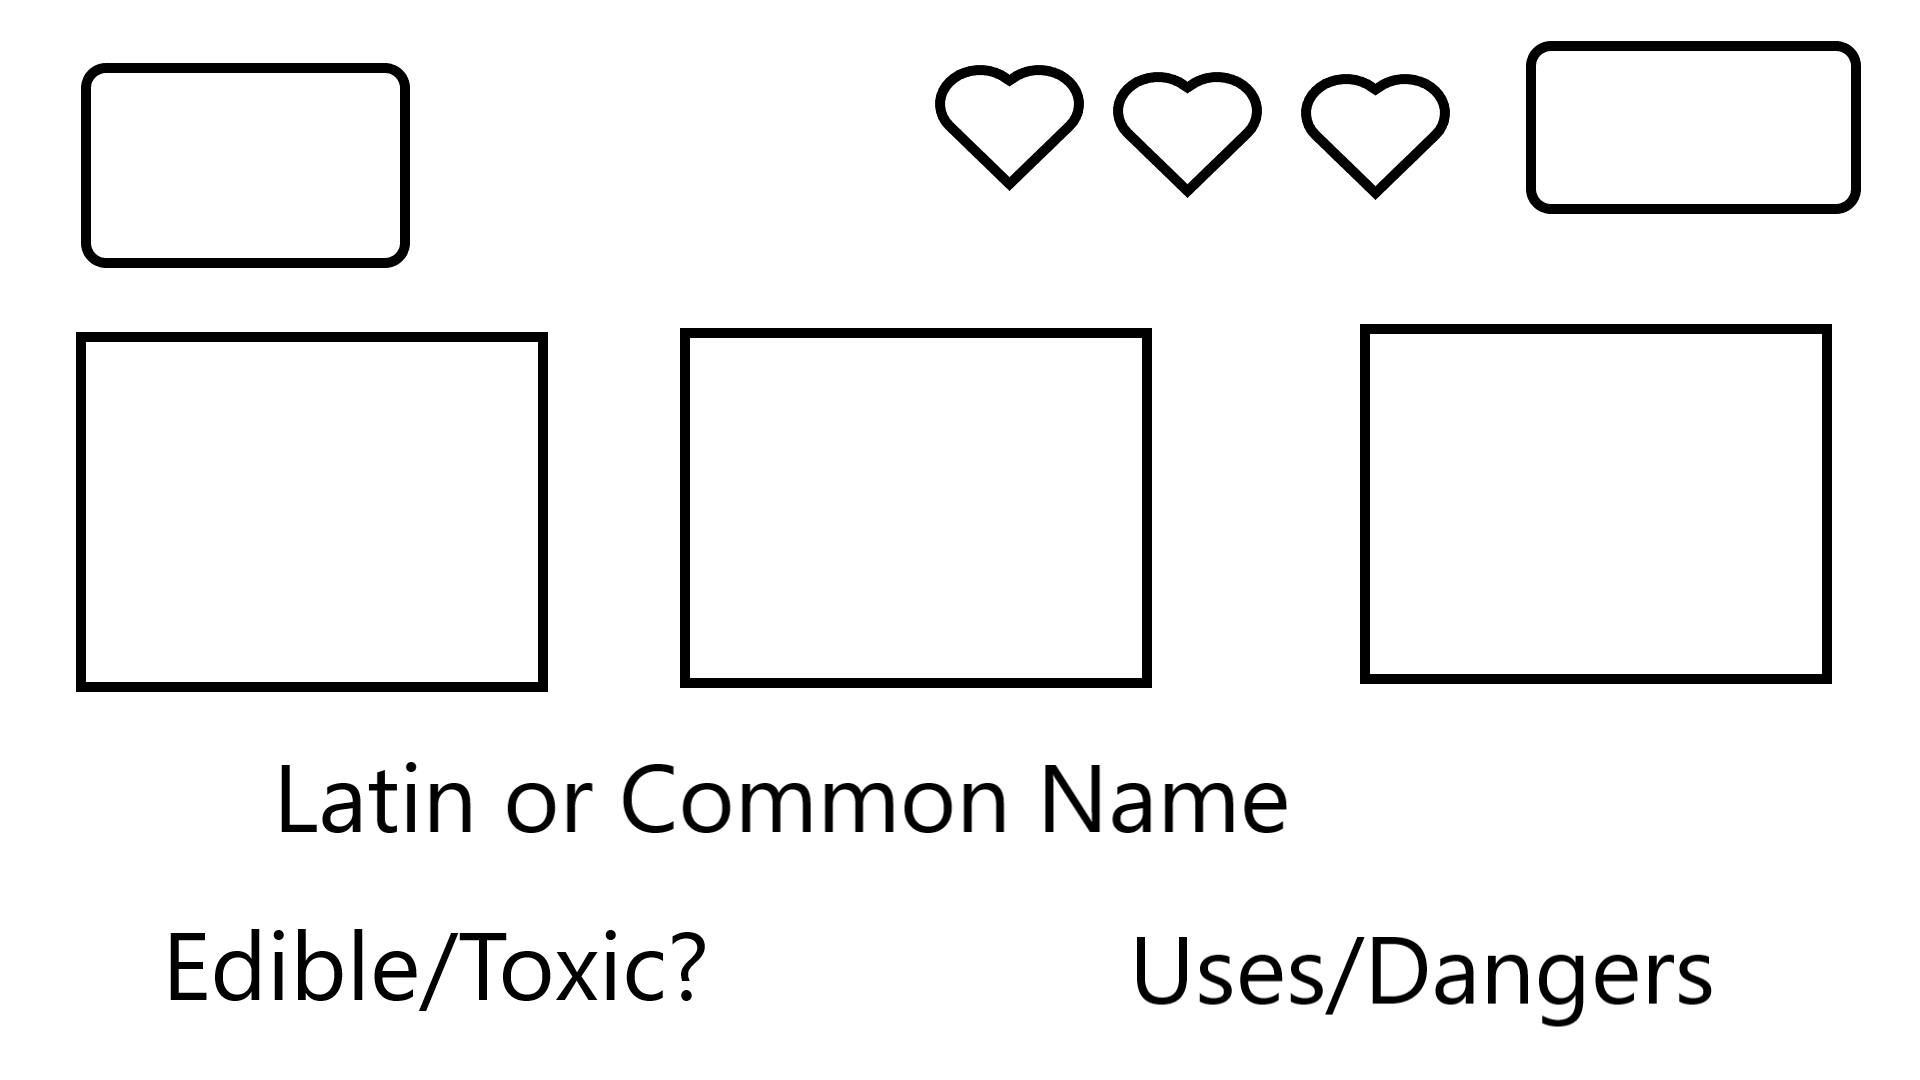 Latin or Common Name
Edible/Toxic?
Uses/Dangers